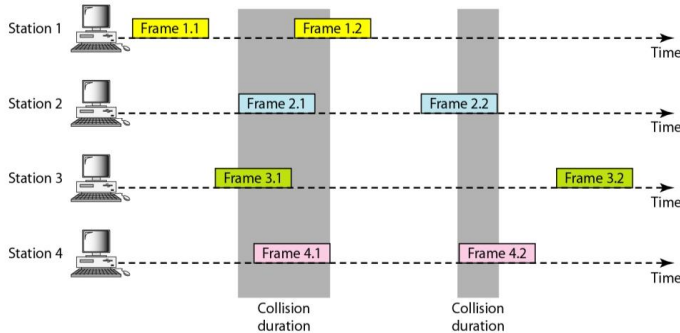 Station 1
Frame 1.1
Frame 1.2
Time
Station 2
Frame 2.1
Frame 2.2
Time
Station 3
Frame 3.1
Frame 3.2
Time
Station 4
Frame 4.1
Frame 4.2
Time
Collision
duration
Collision
duration